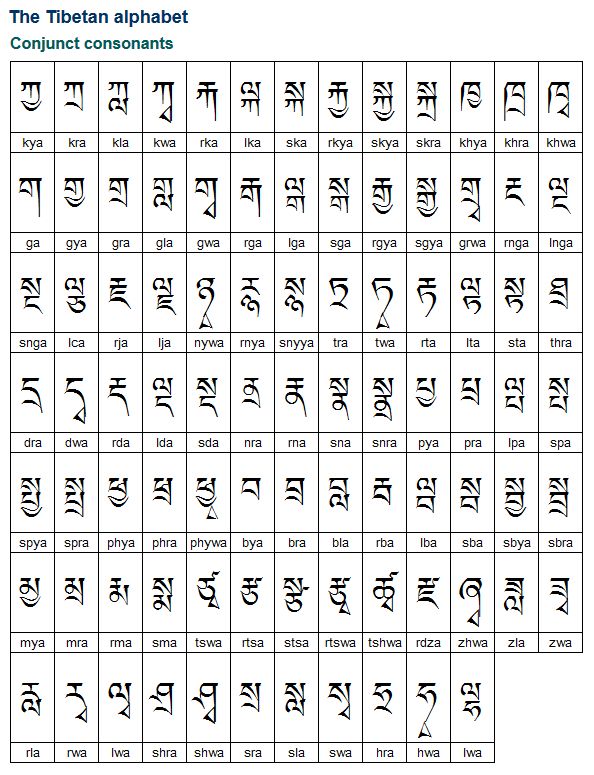 The Tibetan alphabet
Conjunct consonants
ཀྱ ཀྲ ཀླ ཀྭ རྐ ལྐ སྐ རྐྱ སྐྱ སྐྲ ཁྱ ཁྲ ཁྭ
kya kra kla kwa rka lka ska rkya skya skra khya khra khwa
ག གྱ གྲ གླ གྭ རྒ ལྒ སྒ རྒྱ སྒྱ གྲྭ རྔ ལྔ
ga gya gra gla gwa rga lga sga rgya sgya grwa rnga lnga
སྔ ལྕ རྗ ལྗ ཉྭ རྙ སྙ ཏྲ ཏྭ རྟ ལྟ སྟ ཐྲ
snga lca rja lja nywa rnya snyya tra twa rta lta sta thra
དྲ དྭ རྡ ལྡ སྡ ནྲ རྣ སྣ སྣྲ པྱ པྲ ལྤ སྤ
dra dwa rda lda sda nra rna sna snra pya pra lpa spa
སྤྱ སྤྲ ཕྱ ཕྲ ཕྱྭ བ བྲ བླ རྦ ལྦ སྦ སྦྱ སྦྲ
spya spra phya phra phywa bya bra bla rba lba sba sbya sbra
མྱ མྲ རྨ སྨ ཙྭ རྩ སྩ རྩྭ ཚྭ རྫ ཞྭ ཟླ ཟྭ
mya mra rma sma tswa rtsa stsa rtswa tshwa rdza zhwa zla zwa
རླ རྭ ལྭ ཤྲ ཤྭ སྲ སླ སྭ ཧྲ ཧྭ ལྷ
rla rwa lwa shra shwa sra sla swa hra hwa lwa